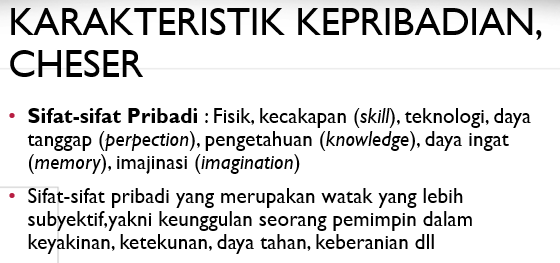 KARAKTERISTIK KEPRIBADIAN,
CHESER
• Sifat-sifat Pribadi : Fisik, kecakapan (skill), teknologi, daya
tanggap (perpection), pengetahuan (knowledge), daya ingat
(memory), imajinasi (imagination)
• Sifat-sifat pribadi yang merupakan watak yang lebih
subyektif,yakni keunggulan seorang pemimpin dalam
keyakinan, ketekunan, daya tahan, keberanian dll